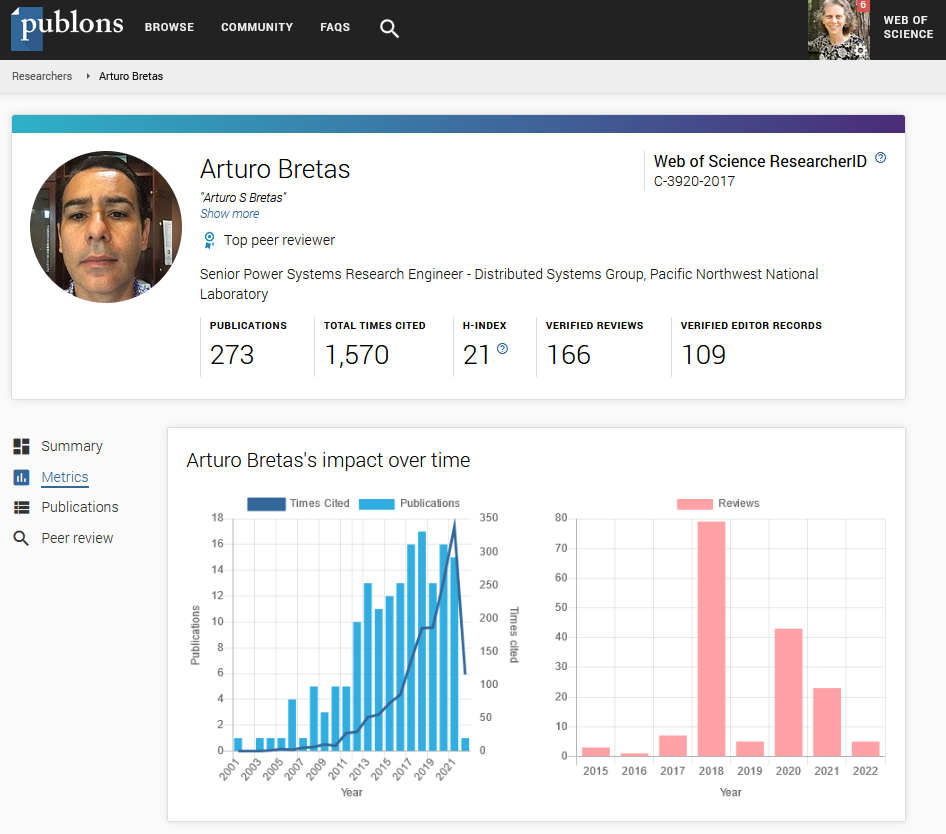 publons
BROWSE
COMMUNITY
FAQS
6
WEB OF
SCIENCE
Researchers
Arturo Bretas
Arturo Bretas
"Arturo S Bretas"
Show more
Top peer reviewer
Web of Science ResearcherID ?
C-3920-2017
Senior Power Systems Research Engineer - Distributed Systems Group, Pacific Northwest National
Laboratory
PUBLICATIONS
273
TOTAL TIMES CITED
1,570
H-INDEX
21 ?
VERIFIED REVIEWS
166
VERIFIED EDITOR RECORDS
109
Summary
Metrics
Publications
Peer review
Arturo Bretas's impact over time
Times Cited Publications
18
16
14
12
10
8
6
4
2
0
Publications
350
300
250
200
150
100
50
0
Times cited
2001 2003 2005 2007 2009 2011 2013 2015 2017 2019 2021
Year
Reviews
80
70
60
50
40
30
20
10
0
2015 2016 2017 2018 2019 2020 2021 2022
Year